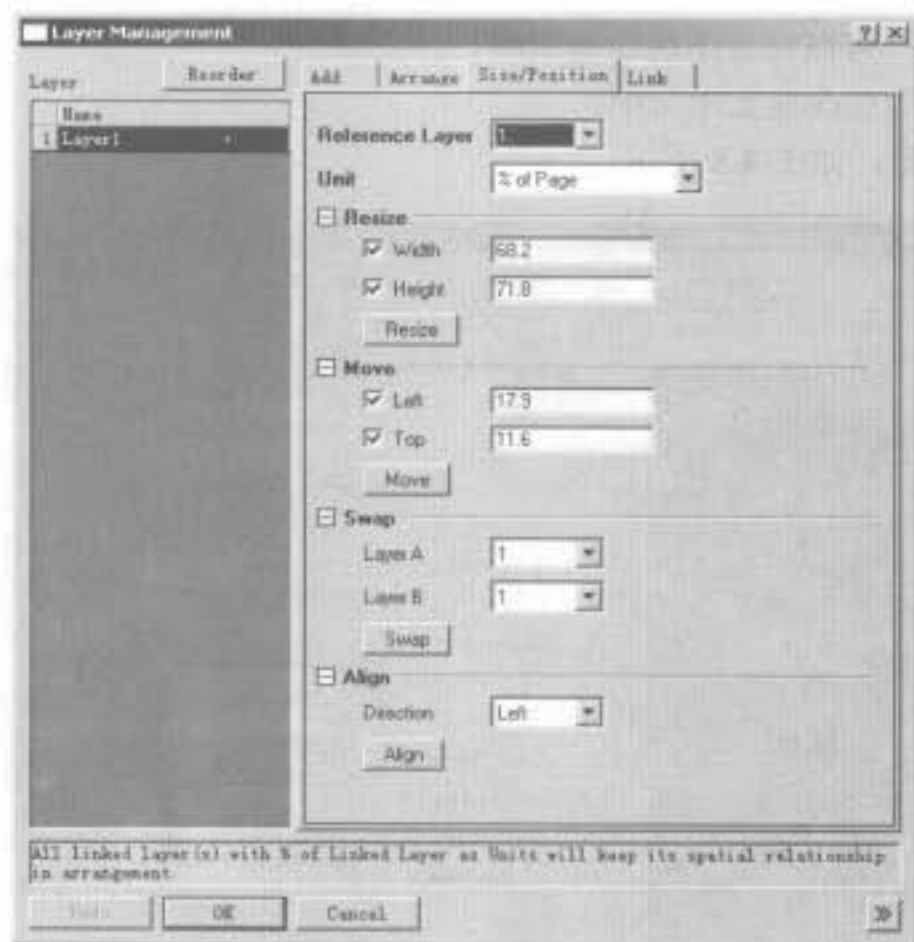 Layer Management
Layer
Reorder
Add
Arrange
Size/Position
Link
Name
1 Layer1
Reference Layer
1
Unit
% of Page
Resize
Width
68.2
Height
71.8
Resize
Move
Left
17.9
Top
11.6
Move
Swap
Layer A
1
Layer B
1
Swap
Align
Direction
Left
Align
All linked layer(s) with % of Linked Layer as Units will keep its spatial relationship
in arrangement
Undo
OK
Cancel